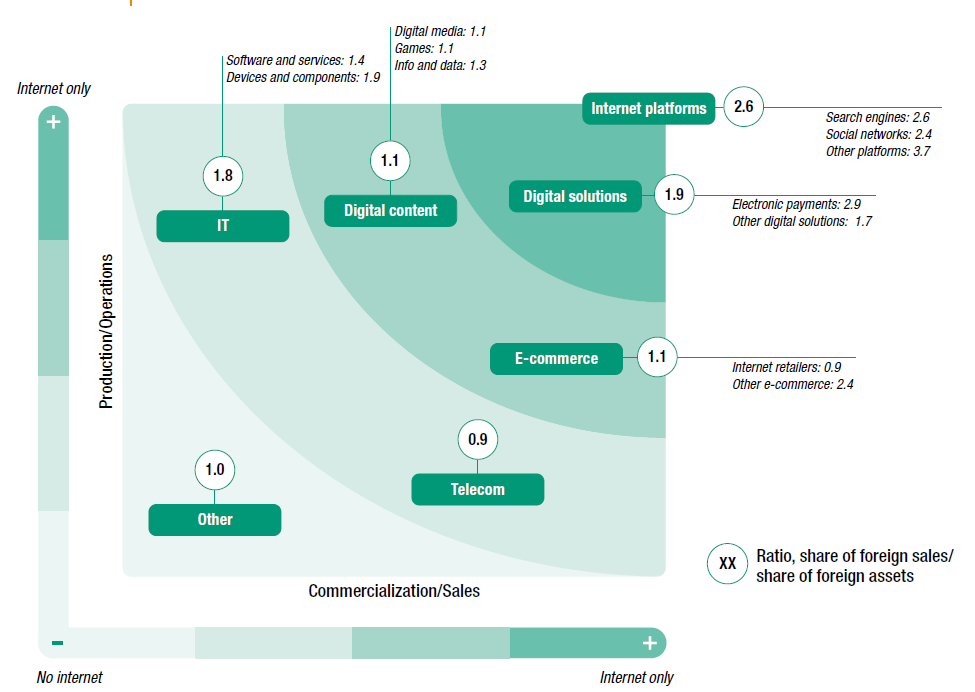 Digital media: 1.1
Games: 1.1
Info and data: 1.3
Software and services: 1.4
Devices and components: 1.9
Internet only
+
Internet platforms
2.6
Search engines: 2.6
Social networks: 2.4
Other platforms: 3.7
1.8
IT
1.1
Digital content
Digital solutions
1.9
Electronic payments: 2.9
Other digital solutions: 1.7
Production/Operations
E-commerce
1.1
Internet retailers: 0.9
Other e-commerce: 2.4
0.9
Telecom
1.0
Other
XX
Ratio, share of foreign sales/
share of foreign assets
Commercialization/Sales
-
+
No internet
Internet only